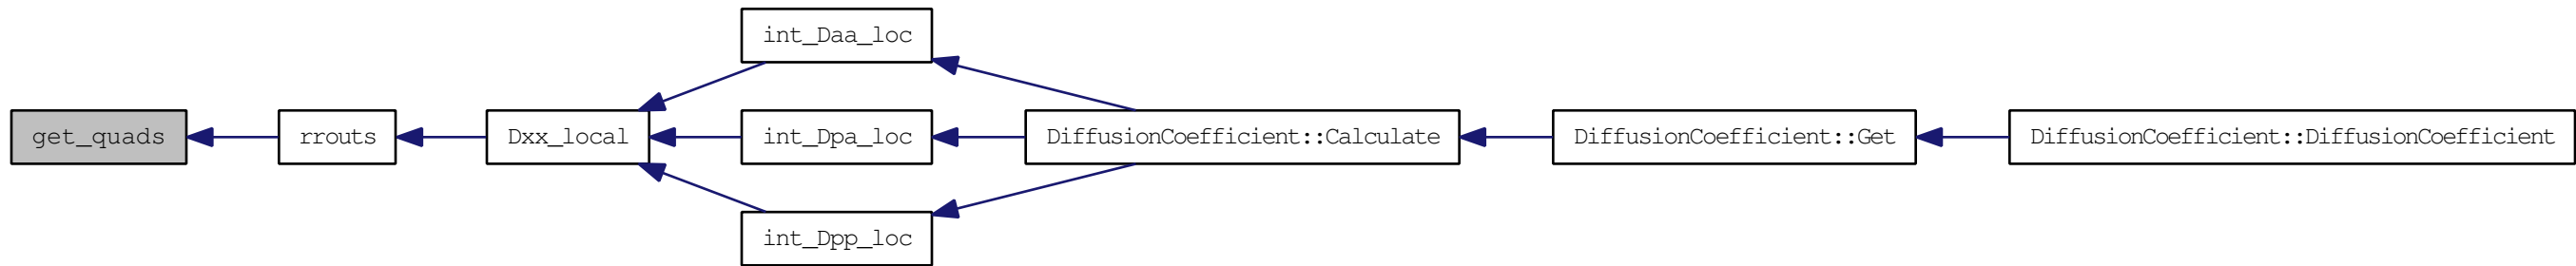 int_Daa_loc
get_quads
rrouts
Dxx_local
int_Dpa_loc
DiffusionCoefficient::Calculate
DiffusionCoefficient::Get
DiffusionCoefficient::DiffusionCoefficient
int_Dpp_loc